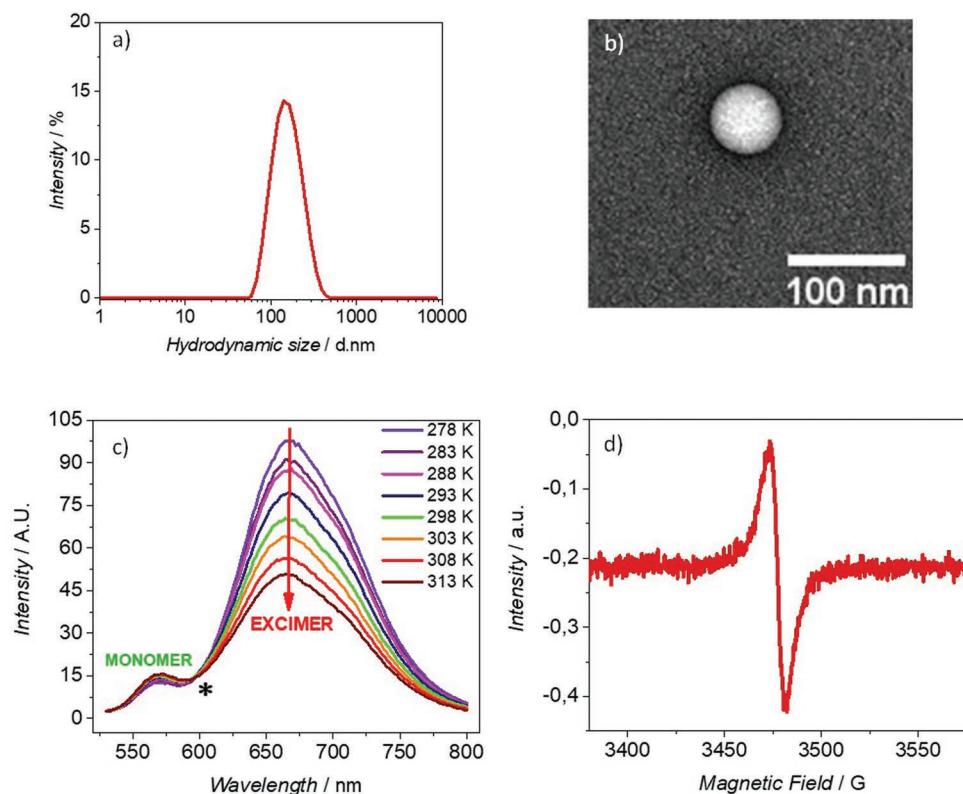 a)
20
15
10
5
0
Intensity / %
1
10
100
1000
10000
Hydrodynamic size / d.nm
b)
100 nm
c)
105
90
75
60
45
30
15
0
Intensity / A.U.
278 K
283 K
288 K
293 K
298 K
303 K
308 K
313 K
EXCIMER
MONOMER
*
550
600
650
700
750
800
Wavelength / nm
d)
0,0
-0,1
-0,2
-0,3
-0,4
Intensity / a.u.
3400
3450
3500
3550
Magnetic Field / G